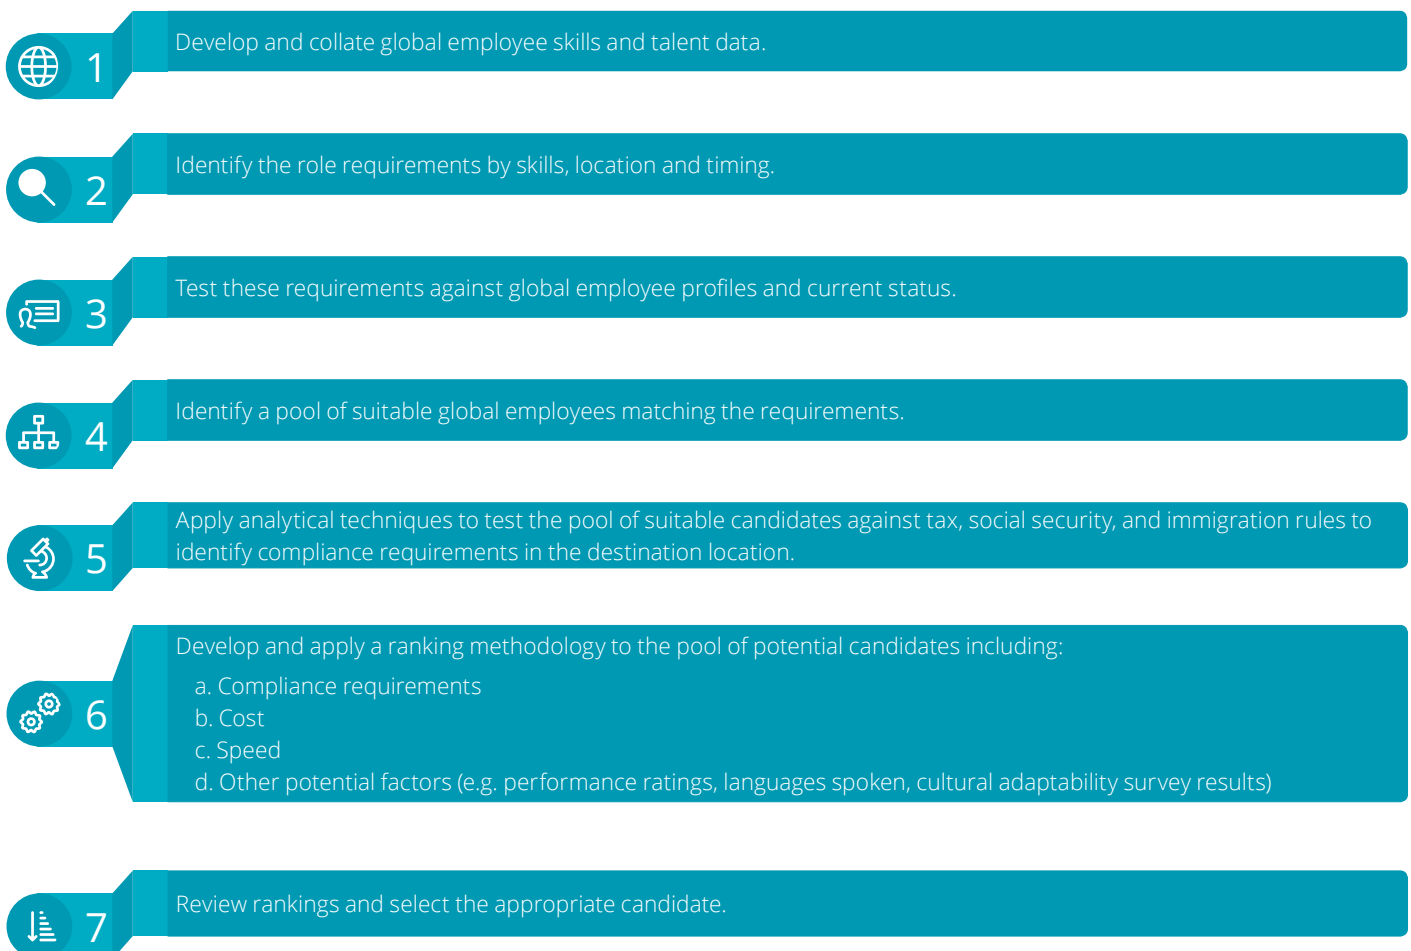 1
Develop and collate global employee skills and talent data.
2
Identify the role requirements by skills, location and timing.
3
Test these requirements against global employee profiles and current status.
4
Identify a pool of suitable global employees matching the requirements.
5
Apply analytical techniques to test the pool of suitable candidates against tax, social security, and immigration rules to
identify compliance requirements in the destination location.
6
Develop and apply a ranking methodology to the pool of potential candidates including:
a. Compliance requirements
b. Cost
c. Speed
d. Other potential factors (e.g. performance ratings, languages spoken, cultural adaptability survey results)
7
Review rankings and select the appropriate candidate.